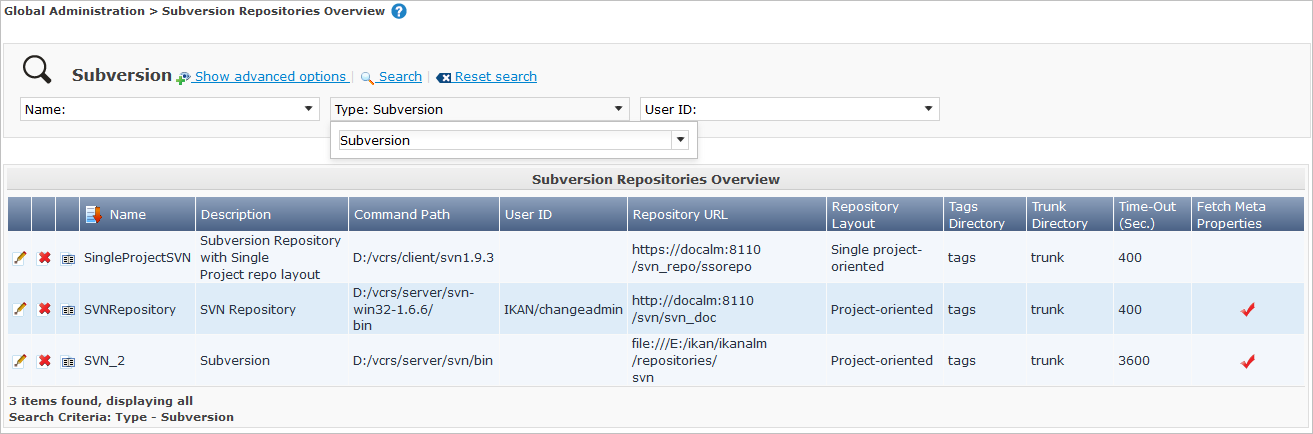 Global Administration > Subversion Repositories Overview ?
Subversion Show advanced options | Search | Reset search
Name: Type: Subversion User ID:
Subversion
Subversion Repositories Overview
Name Description Command Path User ID Repository URL Repository Layout Tags Directory Trunk Directory Time-Out (Sec.) Fetch Meta Properties
SingleProjectSVN
Subversion Repository
with Single
Project repo layout
D:/vcrs/client/svn1.9.3
https://docalm:8110
/svn_repo/ssorepo
Single project-
oriented
tags
trunk
400
SVNRepository
SVN Repository
D:/vcrs/server/svn-
win32-1.6.6/
bin
IKAN/changeadmin
http://docalm:8110
/svn/svn_doc
Project-oriented
tags
trunk
400
SVN_2
Subversion
D:/vcrs/server/svn/bin
file:///E:/ikan/ikanalm
/repositories/
svn
Project-oriented
tags
trunk
3600
3 items found, displaying all
Search Criteria: Type - Subversion